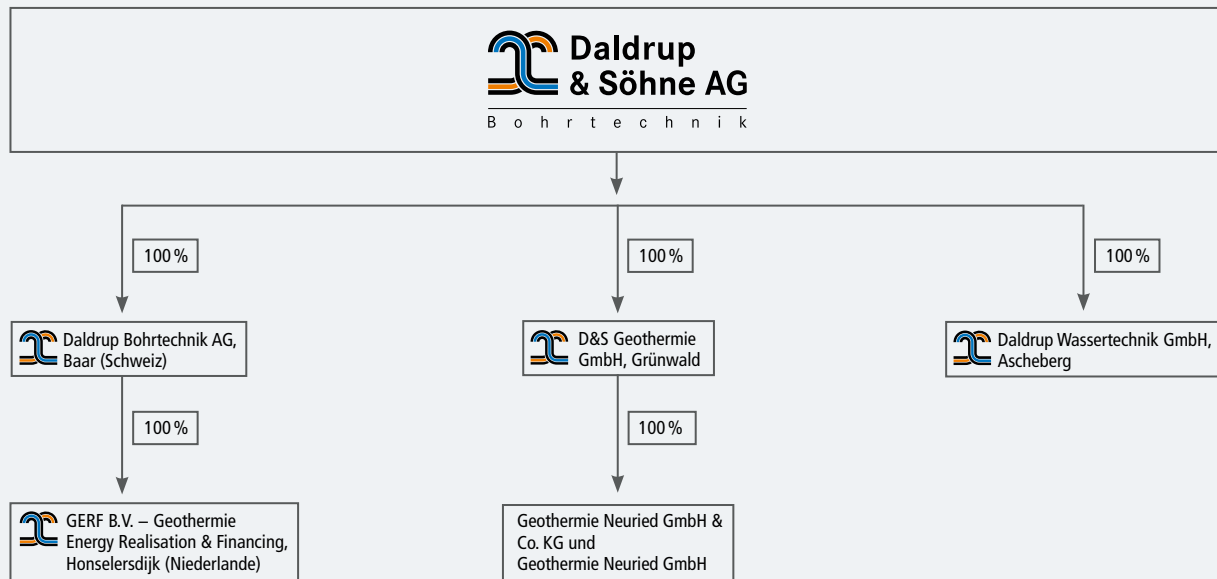 Daldrup
& Söhne AG
Bohrtechnik
100 %
100 %
100 %
Daldrup Bohrtechnik AG,
Baar (Schweiz)
D&S Geothermie
GmbH, Grünwald
Daldrup Wassertechnik GmbH,
Ascheberg
100 %
100 %
GERF B.V. – Geothermie
Energy Realisation & Financing,
Honselersdijk (Niederlande)
Geothermie Neuried GmbH &
Co. KG und
Geothermie Neuried GmbH